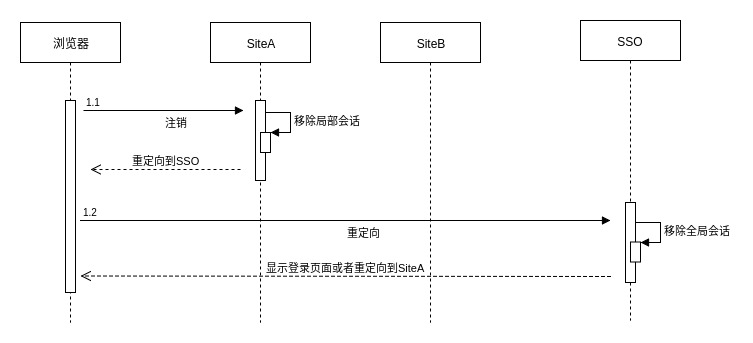 浏览器
SiteA
SiteB
SSO
1.1
注销
移除局部会话
重定向到SSO
1.2
重定向
移除全局会话
显示登录页面或者重定向到SiteA